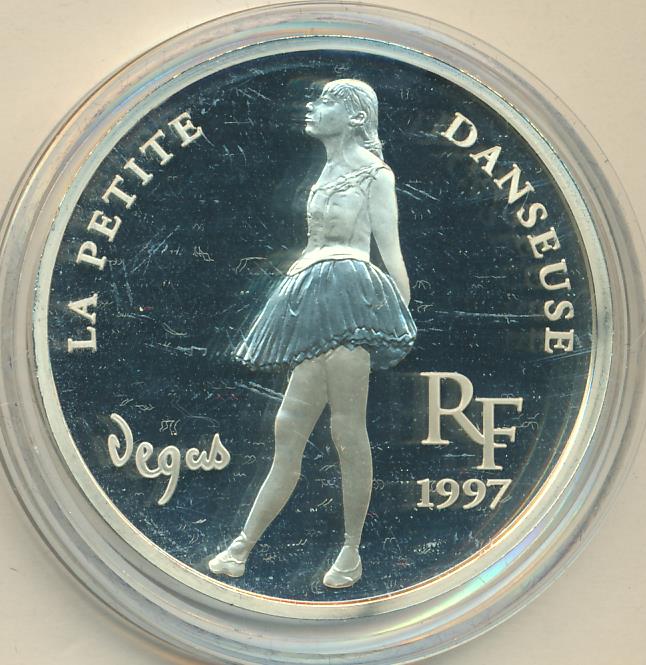 LA PETITE
DANSEUSE
Degas
RF
1997